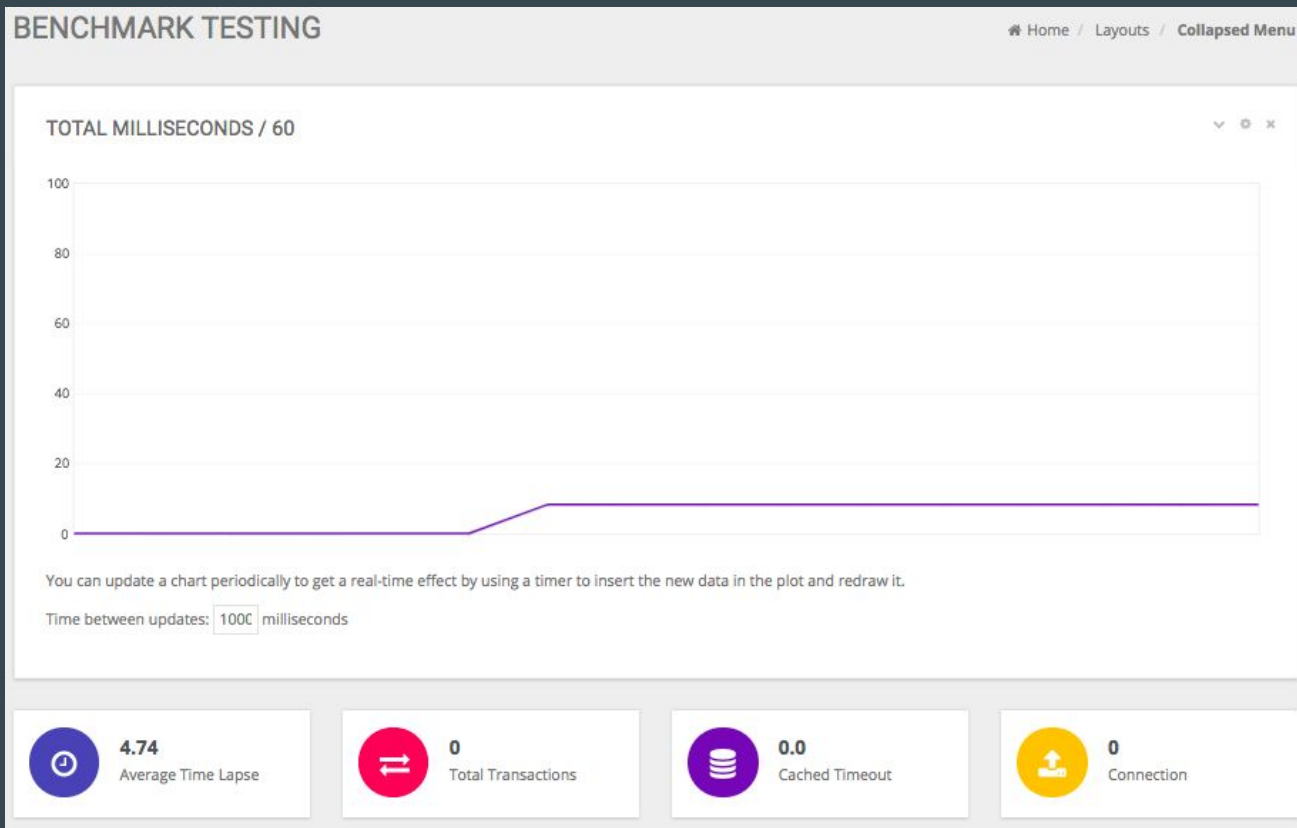 BENCHMARK TESTING
Home / Layouts / Collapsed Menu
TOTAL MILLISECONDS / 60
100
80
60
40
20
0
You can update a chart periodically to get a real-time effect by using a timer to insert the new data in the plot and redraw it.
Time between updates: 100C milliseconds
4.74
Average Time Lapse
0
Total Transactions
0.0
Cached Timeout
0
Connection